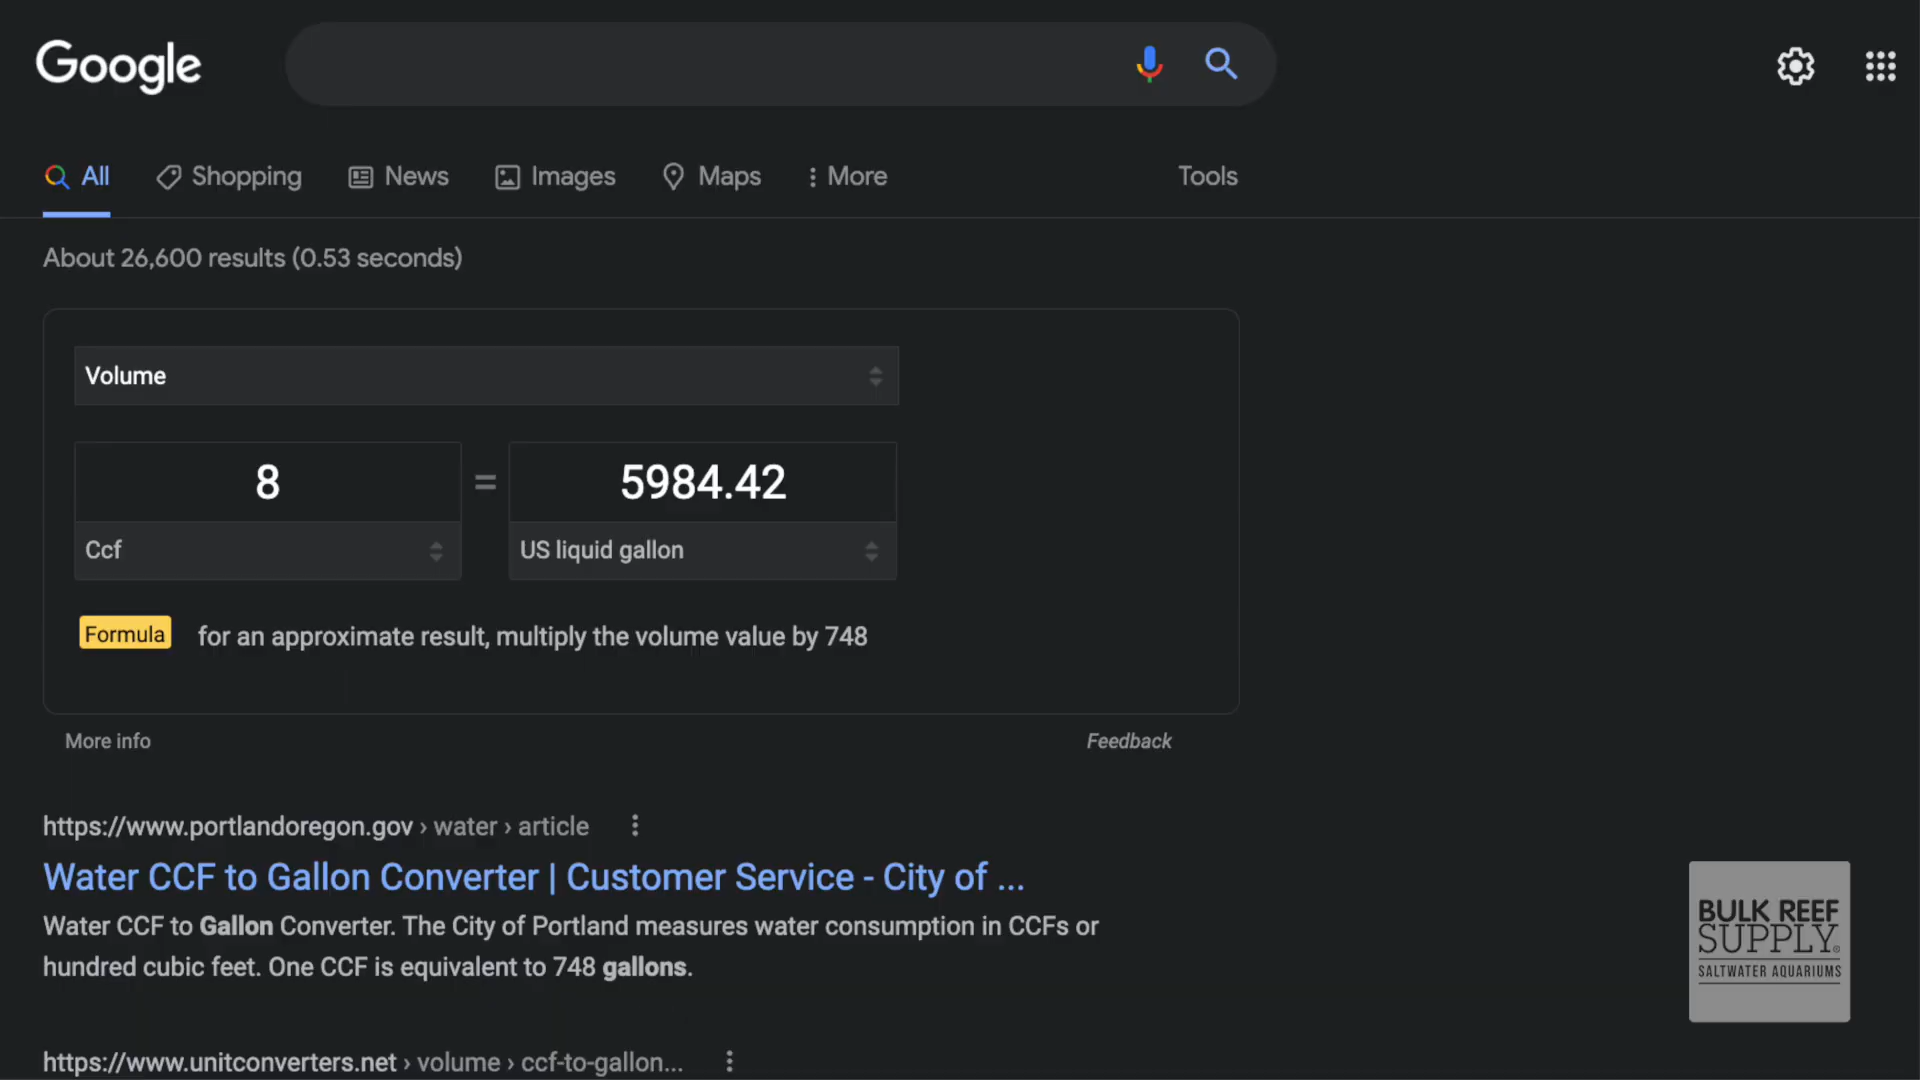 Google
All
Shopping
News
Images
Maps
More
Tools
About 26,600 results (0.53 seconds)
Volume
8 = 5984.42
Ccf
US liquid gallon
Formula for an approximate result, multiply the volume value by 748
More info
Feedback
https://www.portlandoregon.gov › water › article
Water CCF to Gallon Converter | Customer Service - City of ...
Water CCF to Gallon Converter. The City of Portland measures water consumption in CCFs or
hundred cubic feet. One CCF is equivalent to 748 gallons.
BULK REEF
SUPPLY®
SALTWATER AQUARIUMS
https://www.unitconverters.net › volume › ccf-to-gallon...